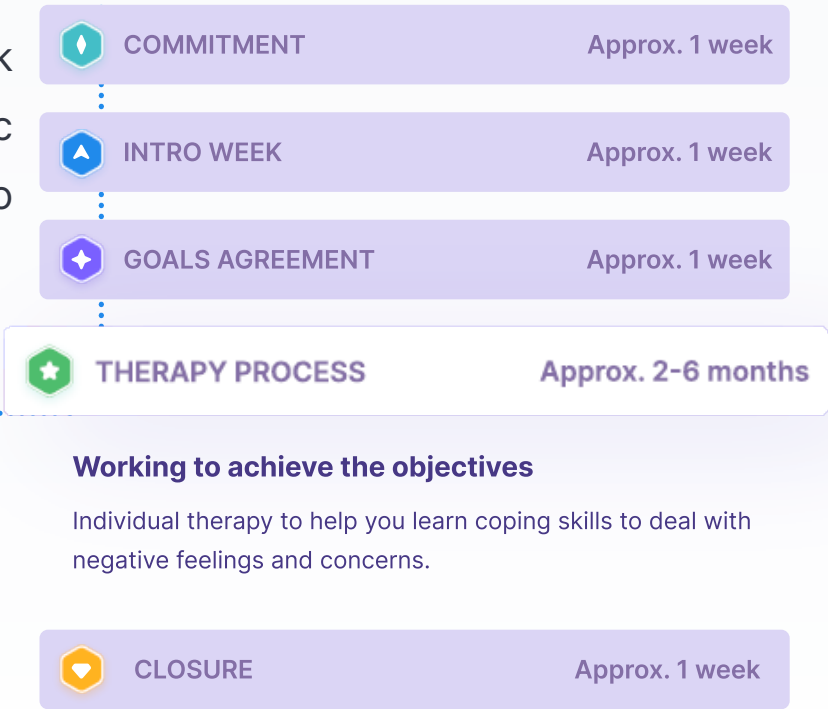 COMMITMENT Approx. 1 week
INTRO WEEK Approx. 1 week
GOALS AGREEMENT Approx. 1 week
THERAPY PROCESS Approx. 2-6 months
Working to achieve the objectives
Individual therapy to help you learn coping skills to deal with
negative feelings and concerns.
CLOSURE Approx. 1 week